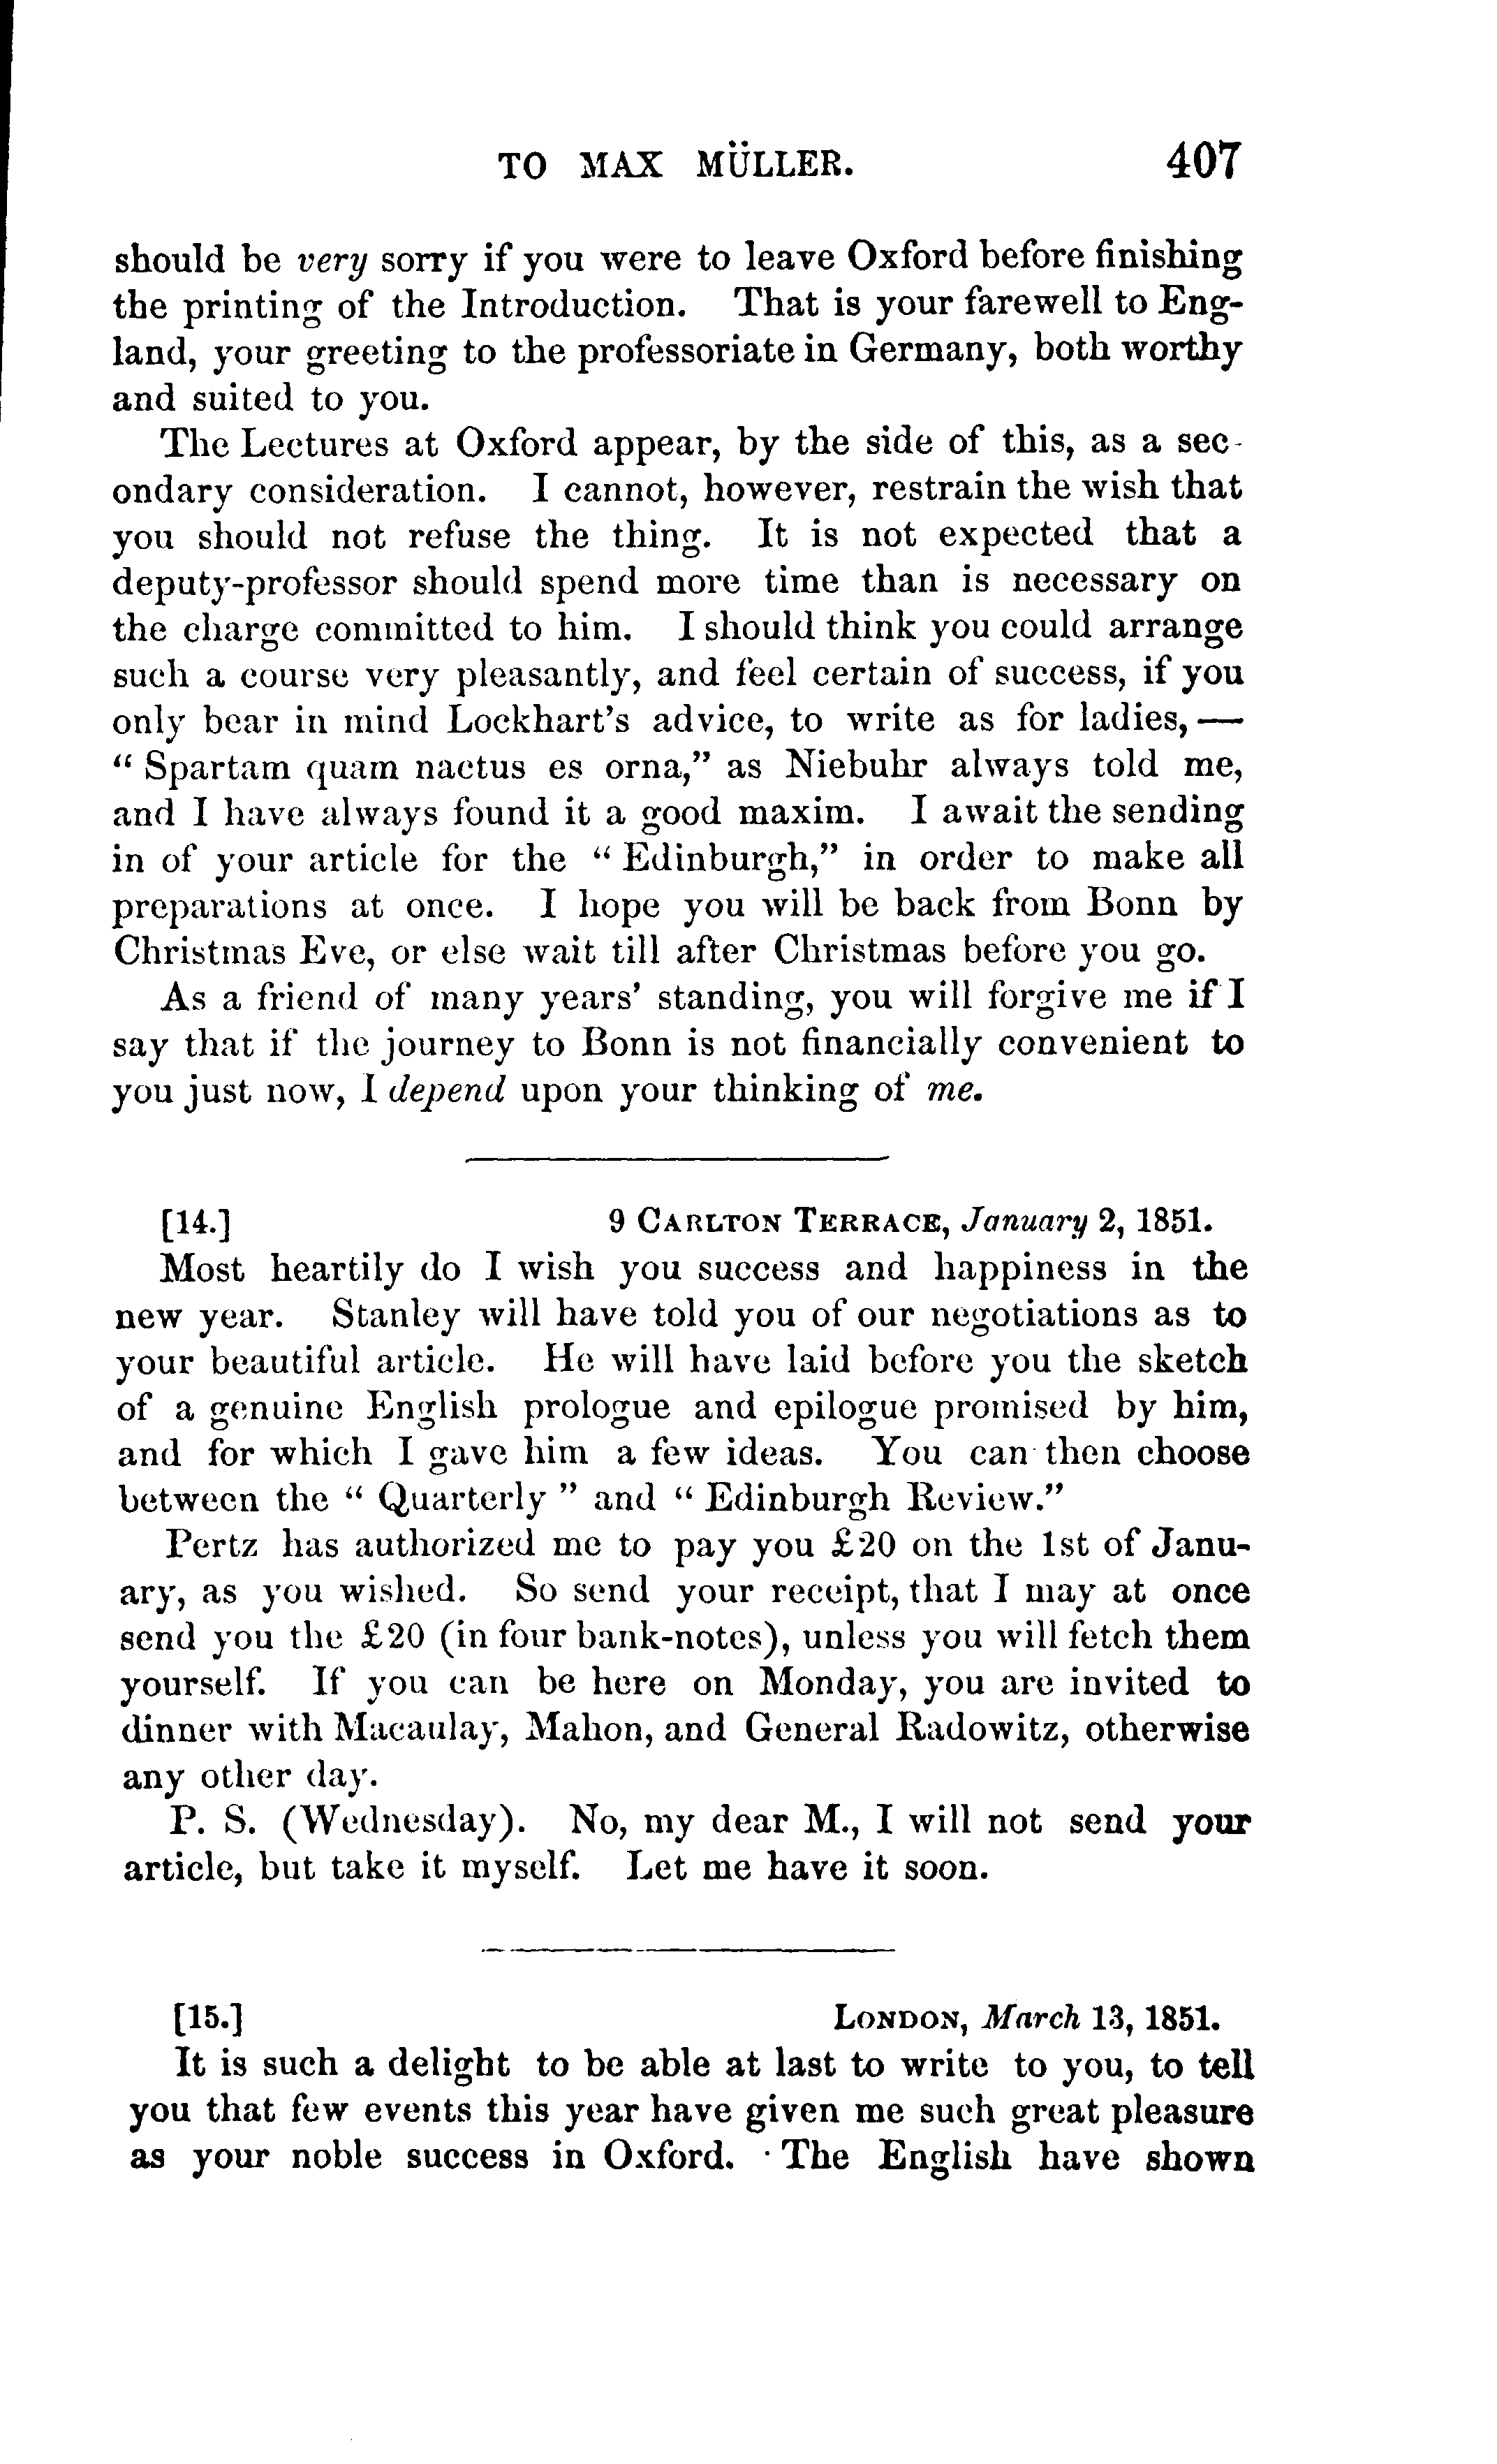 TO MAX MÜLLER. 407
should be very sorry if you were to leave Oxford before finishing
the printing of the Introduction. That is your farewell to Eng-
land, your greeting to the professoriate in Germany, both worthy
and suited to you.
The Lectures at Oxford appear, by the side of this, as a sec-
ondary consideration. I cannot, however, restrain the wish that
you should not refuse the thing. It is not expected that a
deputy-professor should spend more time than is necessary on
the charge committed to him. I should think you could arrange
such a course very pleasantly, and feel certain of success, if you
only bear in mind Lockhart's advice, to write as for ladies, —
"Spartam quam nactus es orna," as Niebuhr always told me,
and I have always found it a good maxim. I await the sending
in of your article for the "Edinburgh," in order to make all
preparations at once. I hope you will be back from Bonn by
Christmas Eve, or else wait till after Christmas before you go.
As a friend of many years' standing, you will forgive me if I
say that if the journey to Bonn is not financially convenient to
you just now, I depend upon your thinking of me.
[14.] 9 CARLTON TERRACE, January 2, 1851.
Most heartily do I wish you success and happiness in the
new year. Stanley will have told you of our negotiations as to
your beautiful article. He will have laid before you the sketch
of a genuine English prologue and epilogue promised by him,
and for which I gave him a few ideas. You can then choose
between the "Quarterly" and "Edinburgh Review."
Pertz has authorized me to pay you £20 on the 1st of Janu-
ary, as you wished. So send your receipt, that I may at once
send you the £20 (in four bank-notes), unless you will fetch them
yourself. If you can be here on Monday, you are invited to
dinner with Macaulay, Mahon, and General Radowitz, otherwise
any other day.
P. S. (Wednesday). No, my dear M., I will not send your
article, but take it myself. Let me have it soon.
[15.] LONDON, March 13, 1851.
It is such a delight to be able at last to write to you, to tell
you that few events this year have given me such great pleasure
as your noble success in Oxford. The English have shown